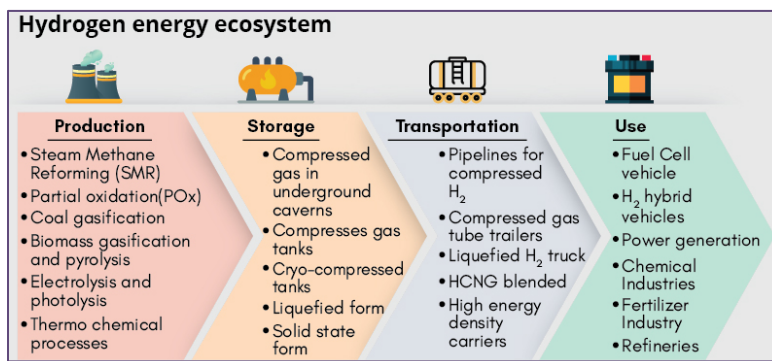 Hydrogen energy ecosystem
Production
• Steam Methane
Reforming (SMR)
• Partial oxidation(POx)
• Coal gasification
• Biomass gasification
and pyrolysis
• Electrolysis and
photolysis
• Thermo chemical
processes
Storage
• Compressed
gas in
underground
caverns
• Compresses gas
tanks
• Cryo-compressed
tanks
• Liquefied form
• Solid state
form
Transportation
• Pipelines for
compressed
H₂
• Compressed gas
tube trailers
• Liquefied H₂ truck
• HCNG blended
• High energy
density
carriers
Use
• Fuel Cell
vehicle
• H₂ hybrid
vehicles
• Power generation
• Chemical
Industries
• Fertilizer
Industry
• Refineries